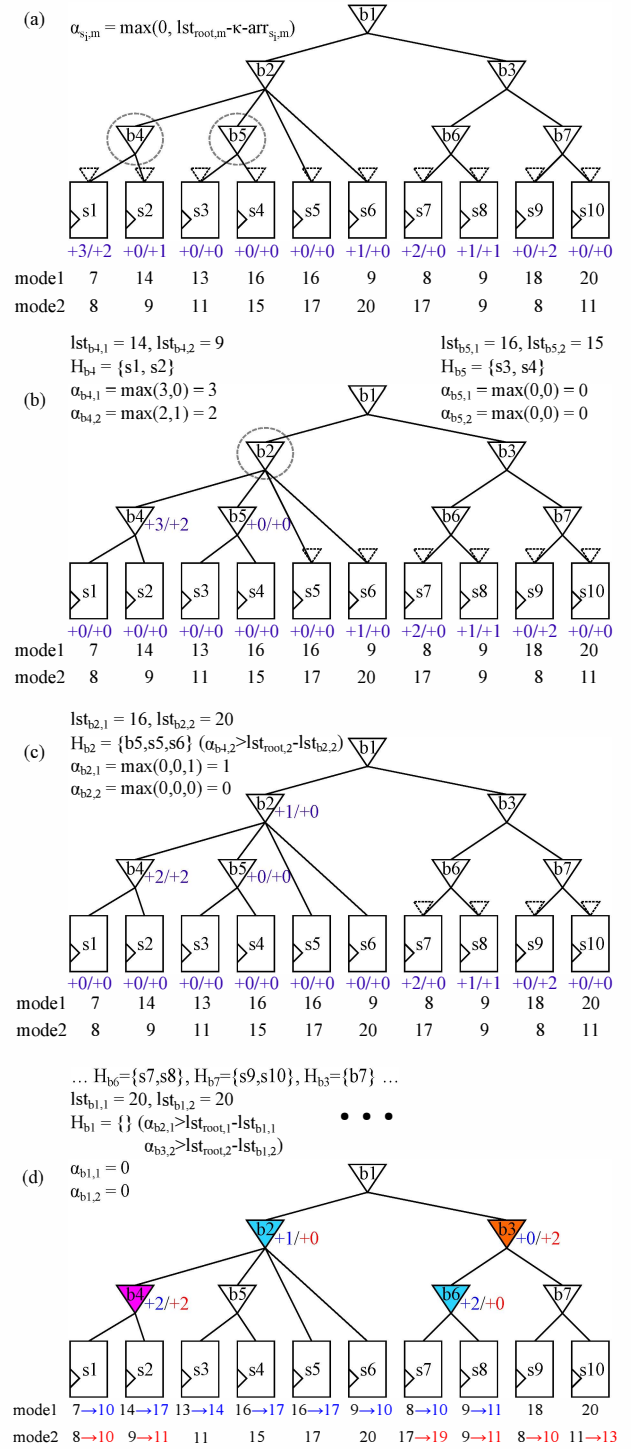 (a)
α_{s_i,m} = max(0, lst_{root,m}-κ-arr_{s_i,m})
b1
b2 b3
b4 b5 b6 b7
s1 s2 s3 s4 s5 s6 s7 s8 s9 s10
+3/+2 +0/+1 +0/+0 +0/+0 +0/+0 +1/+0 +2/+0 +1/+1 +0/+2 +0/+0
mode1 7 14 13 16 16 9 8 9 18 20
mode2 8 9 11 15 17 20 17 9 8 11
lst_{b4,1} = 14, lst_{b4,2} = 9
H_{b4} = {s1, s2}
α_{b4,1} = max(3,0) = 3
α_{b4,2} = max(2,1) = 2
lst_{b5,1} = 16, lst_{b5,2} = 15
H_{b5} = {s3, s4}
α_{b5,1} = max(0,0) = 0
α_{b5,2} = max(0,0) = 0
(b)
b1
b2 b3
b4 +3/+2 b5 +0/+0 b6 b7
s1 s2 s3 s4 s5 s6 s7 s8 s9 s10
+0/+0 +0/+0 +0/+0 +0/+0 +0/+0 +1/+0 +2/+0 +1/+1 +0/+2 +0/+0
mode1 7 14 13 16 16 9 8 9 18 20
mode2 8 9 11 15 17 20 17 9 8 11
lst_{b2,1} = 16, lst_{b2,2} = 20
(c)
H_{b2} = {b5,s5,s6} (α_{b4,2}>lst_{root,2}-lst_{b2,2})
α_{b2,1} = max(0,0,1) = 1
α_{b2,2} = max(0,0,0) = 0
b1
b2 +1/+0 b3
b4 +2/+2 b5 +0/+0 b6 b7
s1 s2 s3 s4 s5 s6 s7 s8 s9 s10
+0/+0 +0/+0 +0/+0 +0/+0 +0/+0 +0/+0 +2/+0 +1/+1 +0/+2 +0/+0
mode1 7 14 13 16 16 9 8 9 18 20
mode2 8 9 11 15 17 20 17 9 8 11
... H_{b6}={s7,s8}, H_{b7}={s9,s10}, H_{b3}={b7} ...
lst_{b1,1} = 20, lst_{b1,2} = 20
H_{b1} = {} (α_{b2,1}>lst_{root,1}-lst_{b1,1}
α_{b3,2}>lst_{root,2}-lst_{b1,2})
• • •
(d)
α_{b1,1} = 0
α_{b1,2} = 0
b1
b2 +1/+0 b3 +0/+2
b4 +2/+2 b5 b6 +2/+0 b7
s1 s2 s3 s4 s5 s6 s7 s8 s9 s10
mode1 7→10 14→17 13→14 16→17 16→17 9→10 8→10 9→11 18 20
mode2 8→10 9→11 11 15 17 20 17→19 9→11 8→10 11→13